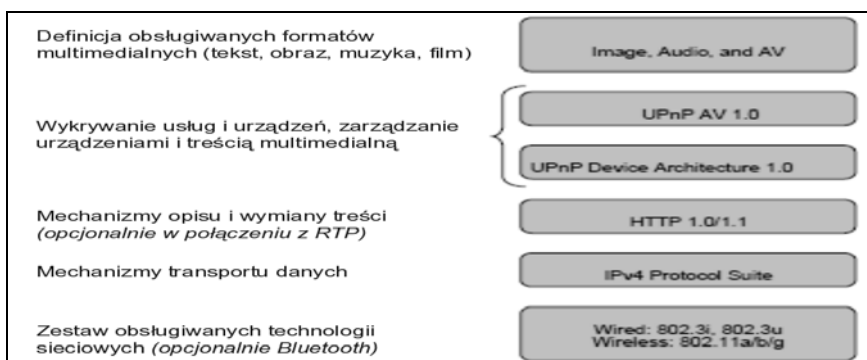 Definicja obsługiwanych formatów
multimedialnych (tekst, obraz, muzyka, film)
Image, Audio, and AV
Wykrywanie usług i urządzeń, zarządzanie
urządzeniami i treścią multimedialną
UPnP AV 1.0
UPnP Device Architecture 1.0
Mechanizmy opisu i wymiany treści
(opcjonalnie w połączeniu z RTP)
HTTP 1.0/1.1
Mechanizmy transportu danych
IPv4 Protocol Suite
Zestaw obsługiwanych technologii
sieciowych (opcjonalnie Bluetooth)
Wired: 802.3i, 802.3u
Wireless: 802.11a/b/g